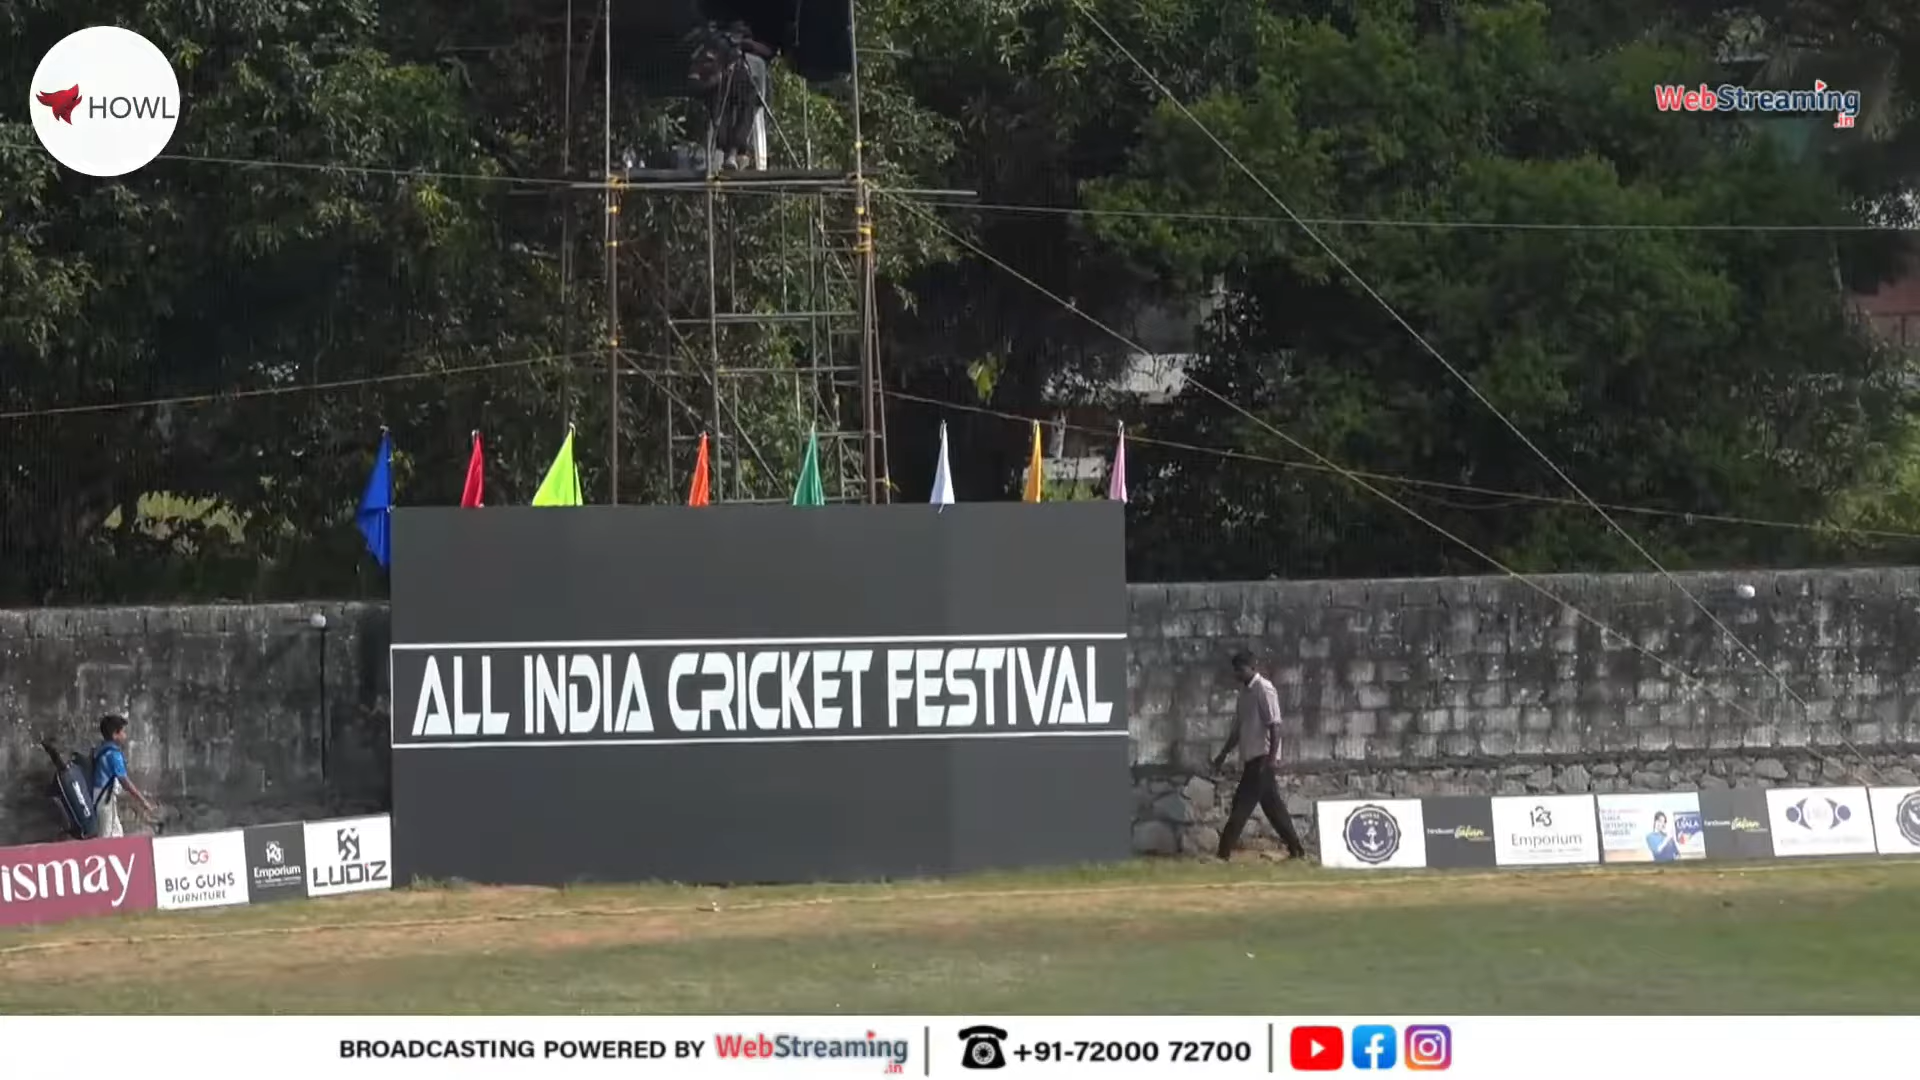 HOWL
WebStreaming
.in
ALL INDIA CRICKET FESTIVAL
ismay
BIG GUNS
FURNITURE
Emporium
LUDIZ
123
Emporium
BROADCASTING POWERED BY WebStreaming.in
+91-72000 72700